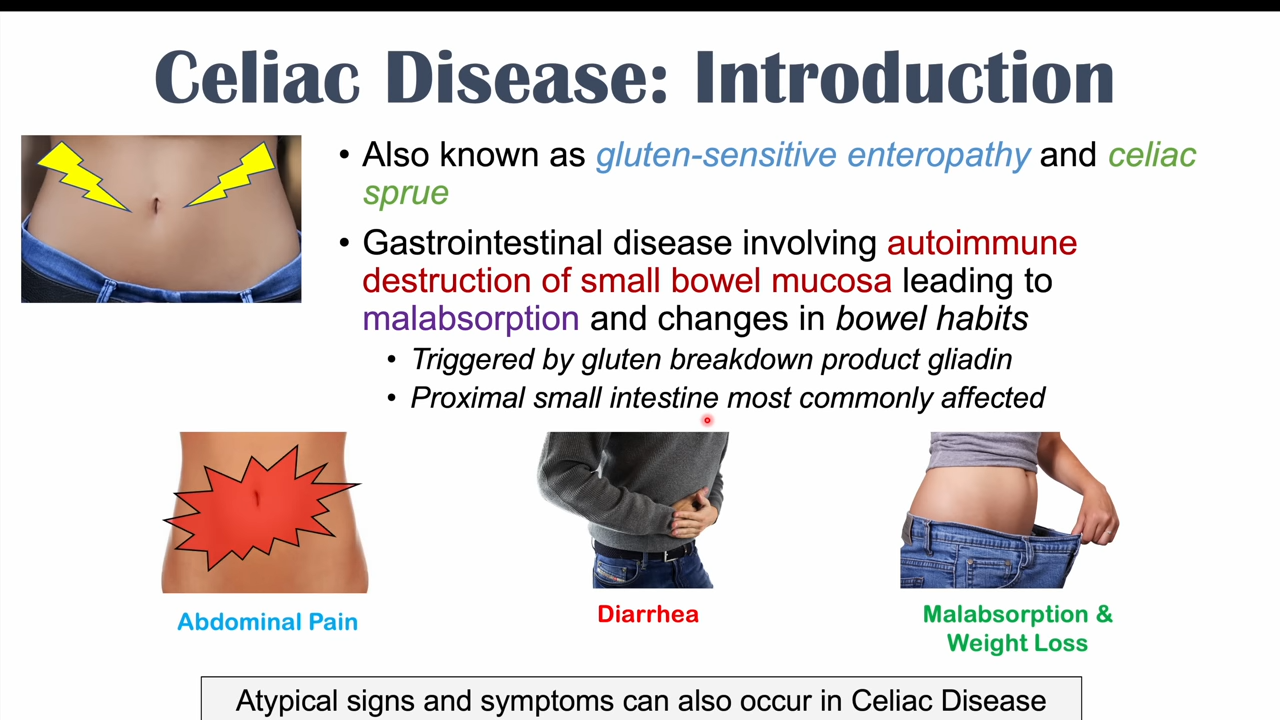 Celiac Disease: Introduction
• Also known as gluten-sensitive enteropathy and celiac
sprue
• Gastrointestinal disease involving autoimmune
destruction of small bowel mucosa leading to
malabsorption and changes in bowel habits
• Triggered by gluten breakdown product gliadin
• Proximal small intestine most commonly affected
Abdominal Pain
Diarrhea
Malabsorption &
Weight Loss
Atypical signs and symptoms can also occur in Celiac Disease